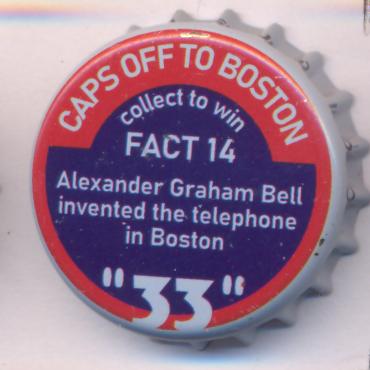 CAPS OFF TO BOSTON
collect to win
FACT 14
Alexander Graham Bell
invented the telephone
in Boston
"33"